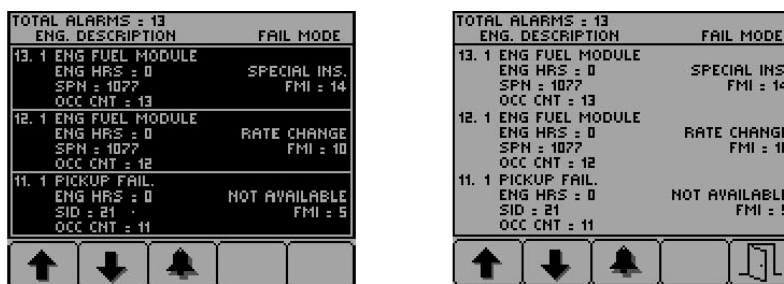 TOTAL ALARMS : 13
ENG. DESCRIPTION FAIL MODE
13. 1 ENG FUEL MODULE
ENG HRS : 0 SPECIAL INS.
SPN : 1077 FMI : 14
OCC CNT : 13
12. 1 ENG FUEL MODULE
ENG HRS : 0 RATE CHANGE
SPN : 1077 FMI : 10
OCC CNT : 12
11. 1 PICKUP FAIL.
ENG HRS : 0 NOT AVAILABLE
SID : 21 FMI : 5
OCC CNT : 11
TOTAL ALARMS : 13
ENG. DESCRIPTION FAIL MODE
13. 1 ENG FUEL MODULE
ENG HRS : 0 SPECIAL INS
SPN : 1077 FMI : 14
OCC CNT : 13
12. 1 ENG FUEL MODULE
ENG HRS : 0 RATE CHANGE
SPN : 1077 FMI : 10
OCC CNT : 12
11. 1 PICKUP FAIL.
ENG HRS : 0 NOT AVAILABLE
SID : 21 FMI : 5
OCC CNT : 11